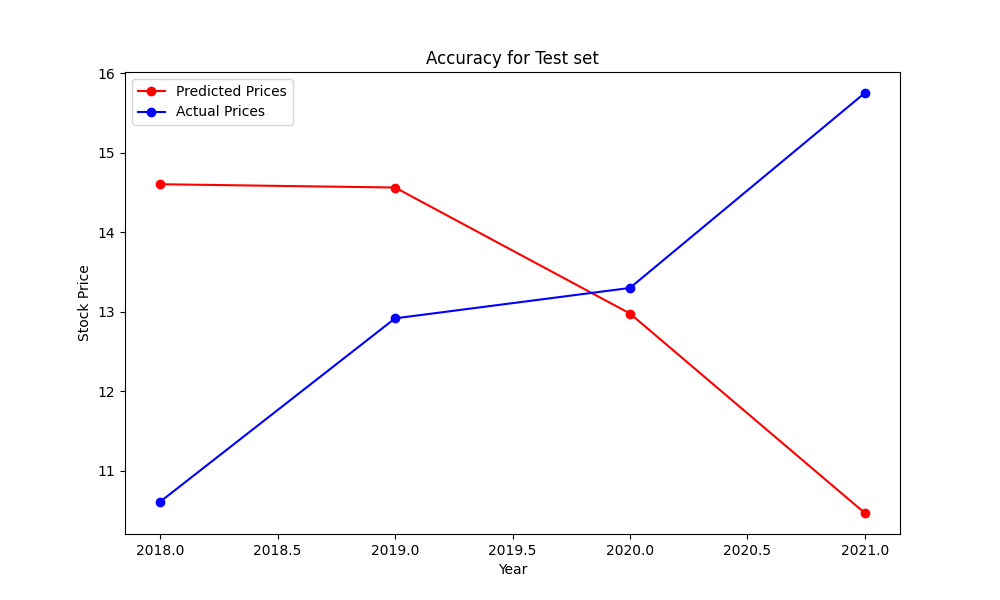 Accuracy for Test set
Predicted Prices
Actual Prices
16
15
14
13
12
11
Stock Price
2018.0 2018.5 2019.0 2019.5 2020.0 2020.5 2021.0
Year